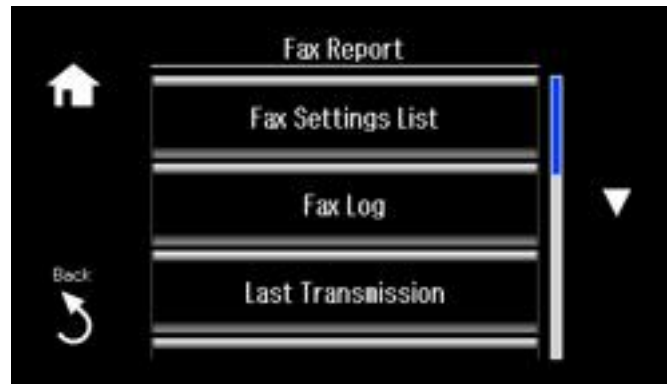 Fax Report
Fax Settings List
Fax Log
Back
Last Transmission